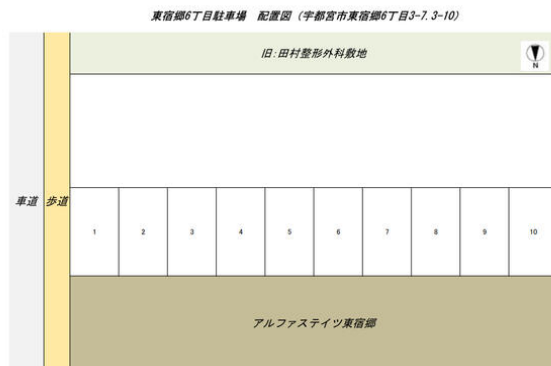 東宿郷6丁目駐車場 配置図（宇都宮市東宿郷6丁目3-7.3-10）
旧:田村整形外科敷地
N
車道 歩道
1 2 3 4 5 6 7 8 9 10
アルファステイツ東宿郷